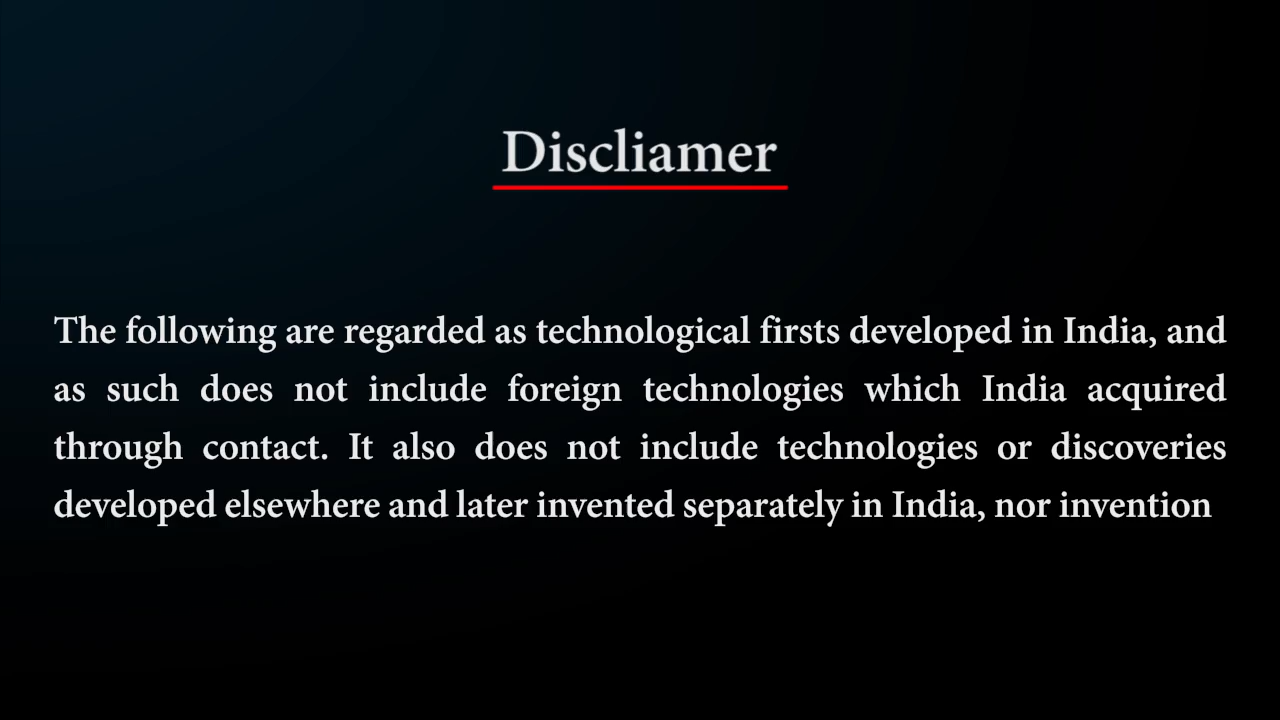 Discliamer
The following are regarded as technological firsts developed in India, and
as such does not include foreign technologies which India acquired
through contact. It also does not include technologies or discoveries
developed elsewhere and later invented separately in India, nor invention